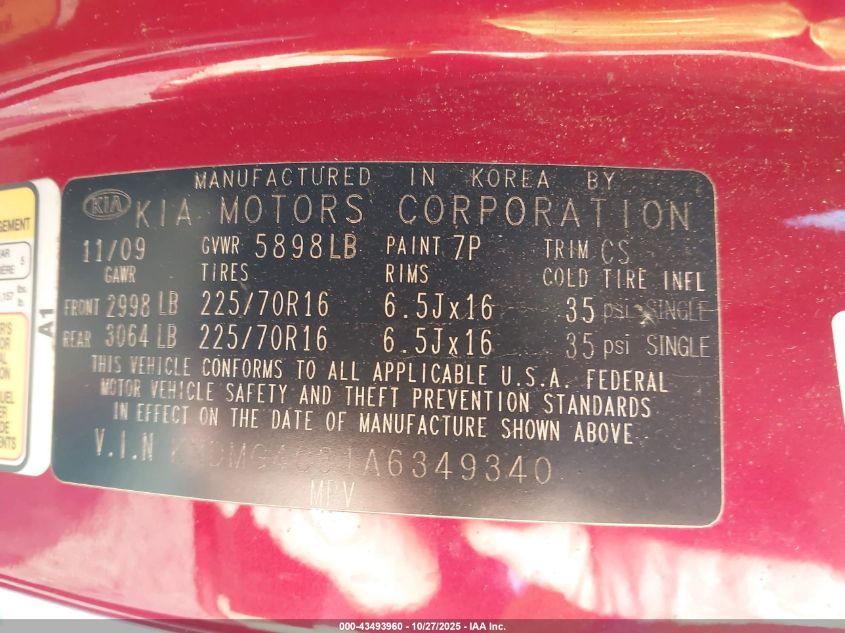 MANUFACTURED IN KOREA BY
KIA KIA MOTORS CORPORATION
11/09 GVWR 5898LB PAINT 7P TRIM CS
GAWR TIRES RIMS COLD TIRE INFL
FRONT 2998 LB 225/70R16 6.5Jx16 35 psi SINGLE
REAR 3064 LB 225/70R16 6.5Jx16 35 psi SINGLE
THIS VEHICLE CONFORMS TO ALL APPLICABLE U.S.A. FEDERAL
MOTOR VEHICLE SAFETY AND THEFT PREVENTION STANDARDS
IN EFFECT ON THE DATE OF MANUFACTURE SHOWN ABOVE.
V.I.N
MPV
A1
000-43493960 - 10/27/2025 - IAA Inc.